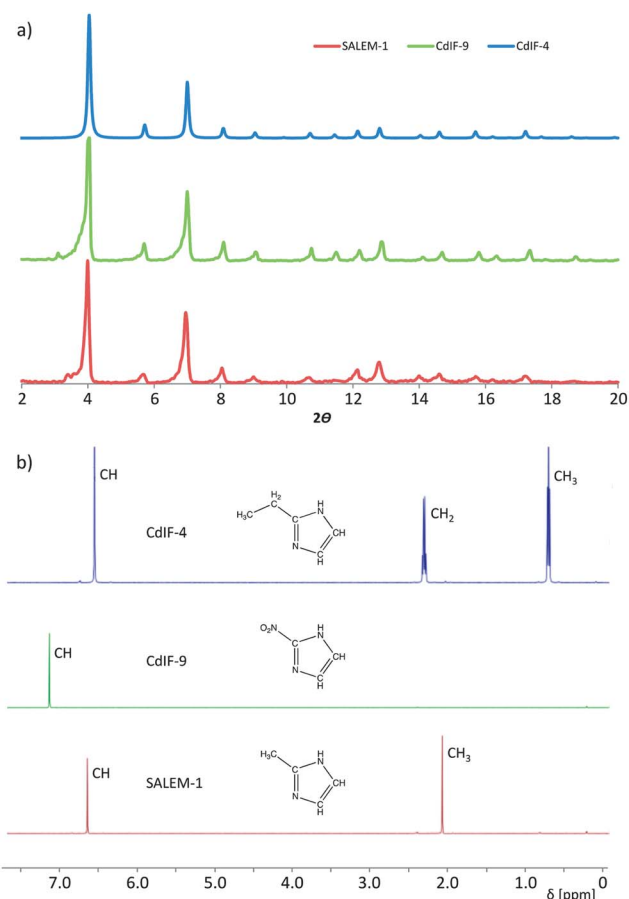 a)
SALEM-1 CdIF-9 CdIF-4
2 4 6 8 10 12 14 16 18 20
2Θ
b)
CH
CdIF-4
H₂
C
H₃C
C
H
N
CH
N
C
H
CH₂
CH₃
CH
CdIF-9
O₂N
C
H
N
CH
N
C
H
CH
SALEM-1
H₃C
C
H
N
CH
N
C
H
CH₃
7.0 6.0 5.0 4.0 3.0 2.0 1.0 0
δ [ppm]